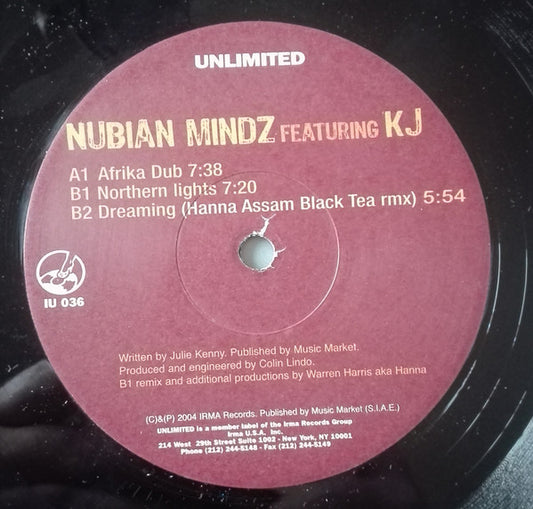 UNLIMITED
NUBIAN MINDZ FEATURING KJ
A1 Afrika Dub 7:38
B1 Northern lights 7:20
B2 Dreaming (Hanna Assam Black Tea rmx) 5:54
IU 036
Written by Julie Kenny. Published by Music Market.
Produced and engineered by Colin Lindo.
B1 remix and additional productions by Warren Harris aka Hanna
(C)&(P) 2004 IRMA Records. Published by Music Market (S.I.A.E.)
UNLIMITED is a member label of the Irma Records Group
Irma U.S.A. Inc.
214 West 29th Street Suite 1002 - New York, NY 10001
Phone (212) 244-5148 - Fax (212) 244-5149